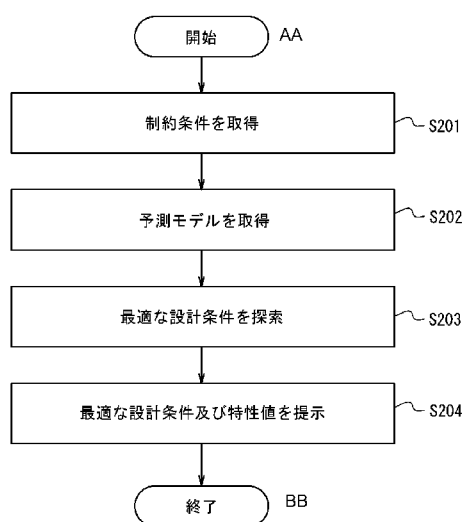 開始
AA
制約条件を取得
S201
予測モデルを取得
S202
最適な設計条件を探索
S203
最適な設計条件及び特性値を提示
S204
終了
BB